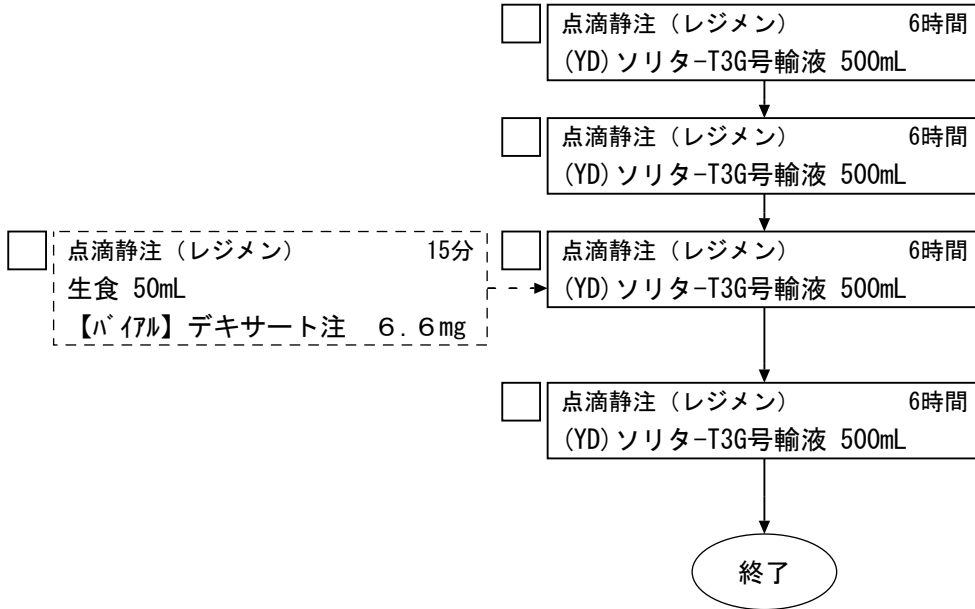 点滴静注（レジメン） 6時間
(YD)ソリタ-T3G号輸液 500mL
点滴静注（レジメン） 6時間
(YD)ソリタ-T3G号輸液 500mL
点滴静注（レジメン） 15分
生食 50mL
【ﾊﾞｲｱﾙ】デキサート注　６.６mg
点滴静注（レジメン） 6時間
(YD)ソリタ-T3G号輸液 500mL
点滴静注（レジメン） 6時間
(YD)ソリタ-T3G号輸液 500mL
終了